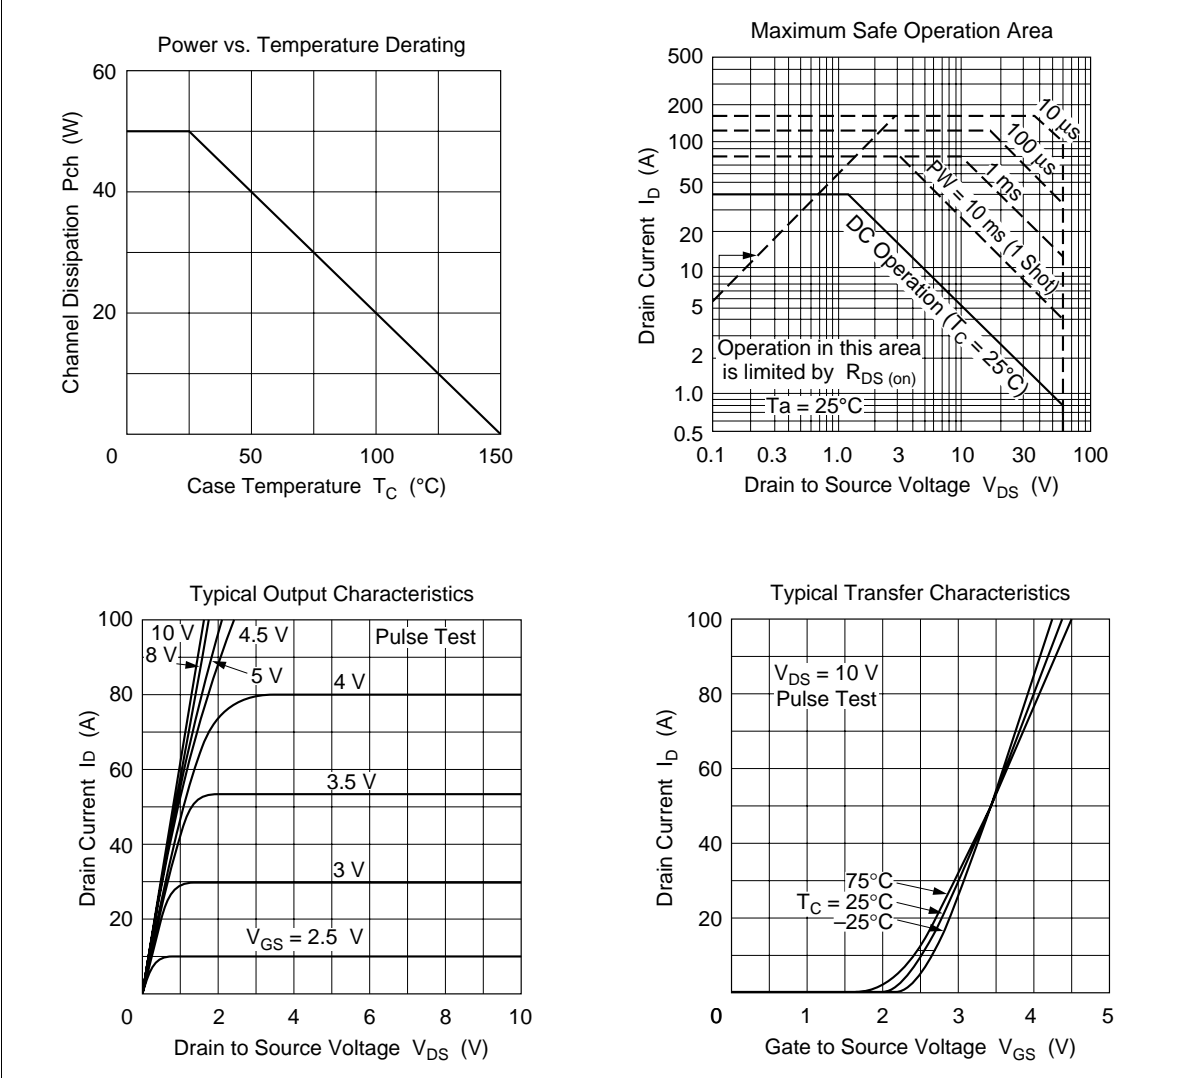 Power vs. Temperature Derating
60
40
20
0
50
100
150
Channel Dissipation Pch (W)
Case Temperature T_C (°C)
Maximum Safe Operation Area
500
200
100
50
20
10
5
2
1.0
0.5
0.1
0.3
1.0
3
10
30
100
Drain Current I_D (A)
10 µs
100 µs
1 ms
PW = 10 ms (1 Shot)
DC Operation (T_C = 25°C)
Operation in this area
is limited by R_DS (on)
Ta = 25°C
Drain to Source Voltage V_DS (V)
Typical Output Characteristics
100
80
60
40
20
0
2
4
6
8
10
Drain Current I_D (A)
10 V
8 V
4.5 V
5 V
Pulse Test
4 V
3.5 V
3 V
V_GS = 2.5 V
Drain to Source Voltage V_DS (V)
Typical Transfer Characteristics
100
80
60
40
20
0
1
2
3
4
5
Drain Current I_D (A)
V_DS = 10 V
Pulse Test
75°C
T_C = 25°C
–25°C
Gate to Source Voltage V_GS (V)